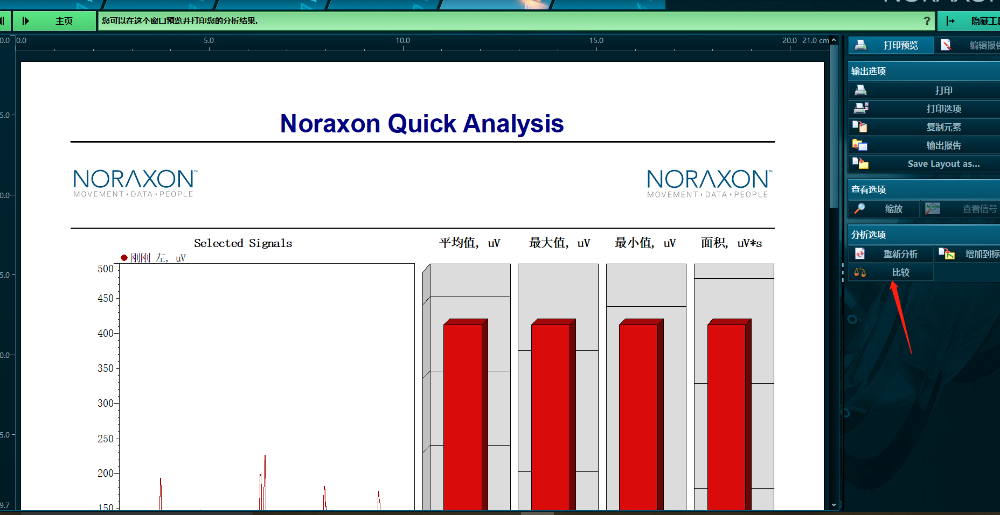 主页
您可以在这个窗口预览并打印您的分析结果.
?
隐藏工
0.0
0.0
5.0
10.0
15.0
20.0
21.0 cm
5.0
0.0
5.0
0.0
5.0
9.7
Noraxon Quick Analysis
NORAXON™
MOVEMENT DATA PEOPLE
NORAXON™
MOVEMENT DATA PEOPLE
Selected Signals
平均值, uV
最大值, uV
最小值, uV
面积, uV*s
刚刚 左, uV
500
450
400
350
300
250
200
150
打印预览
编辑报告
输出选项
打印
打印选项
复制元素
输出报告
Save Layout as...
查看选项
缩放
查看信号
分析选项
重新分析
增加到标
比较